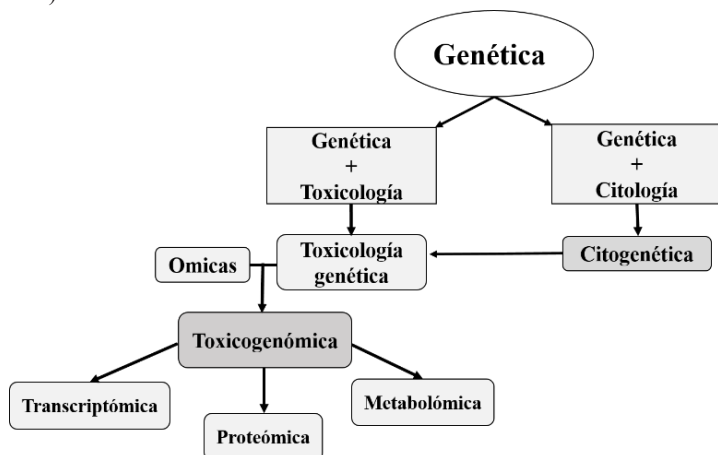 )
Genética
Genética
+
Toxicología
Genética
+
Citología
Omicas
Toxicología
genética
Citogenética
Toxicogenómica
Transcriptómica
Proteómica
Metabolómica